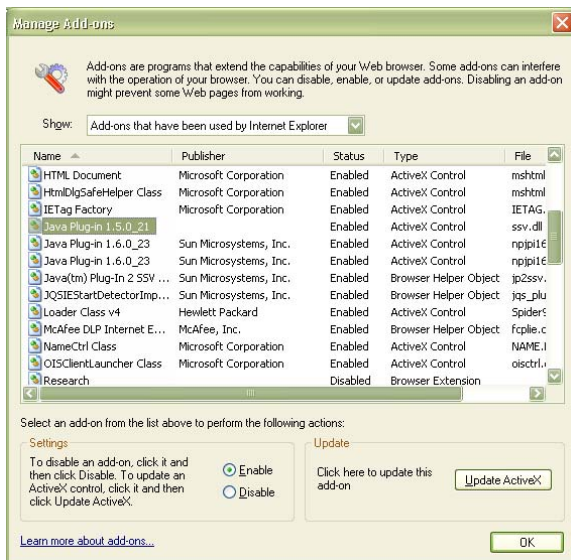 Manage Add-ons
Add-ons are programs that extend the capabilities of your Web browser. Some add-ons can interfere
with the operation of your browser. You can disable, enable, or update add-ons. Disabling an add-on
might prevent some Web pages from working.
Show: Add-ons that have been used by Internet Explorer
Name Publisher Status Type File
HTML Document Microsoft Corporation Enabled ActiveX Control mshtml
HtmlDlgSafeHelper Class Microsoft Corporation Enabled ActiveX Control mshtml
IETag Factory Microsoft Corporation Enabled ActiveX Control IETAG.
Java Plug-in 1.5.0_21 Enabled ActiveX Control ssv.dll
Java Plug-in 1.6.0_23 Sun Microsystems, Inc. Enabled ActiveX Control npjpi16
Java Plug-in 1.6.0_23 Sun Microsystems, Inc. Enabled ActiveX Control npjpi16
Java(tm) Plug-In 2 SSV ... Sun Microsystems, Inc. Enabled Browser Helper Object jp2ssv.
JQSIEStartDetectorImp... Sun Microsystems, Inc. Enabled Browser Helper Object jqs_plu
Loader Class v4 Hewlett Packard Enabled ActiveX Control Spider9
McAfee DLP Internet E... McAfee, Inc. Enabled Browser Helper Object fcplie.
NameCtrl Class Microsoft Corporation Enabled ActiveX Control NAME.
OISClientLauncher Class Microsoft Corporation Enabled ActiveX Control oisctrl.
Research Disabled Browser Extension
Select an add-on from the list above to perform the following actions:
Settings
To disable an add-on, click it and
then click Disable. To update an
ActiveX control, click it and then
click Update ActiveX.
Enable
Disable
Update
Click here to update this
add-on
Update ActiveX
Learn more about add-ons...
OK